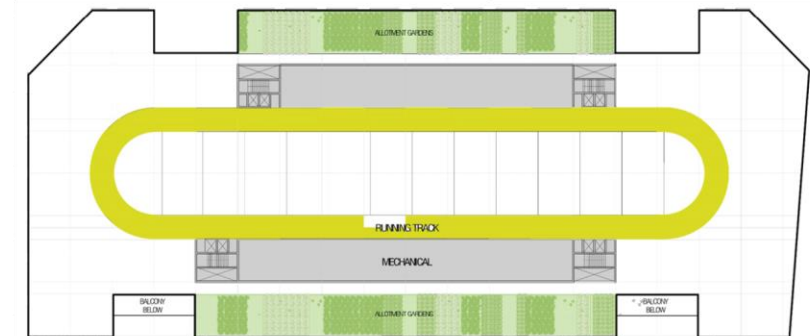 ALLOTMENT GARDENS
RUNNING TRACK
MECHANICAL
BALCONY
BELOW
ALLOTMENT GARDENS
BALCONY
BELOW